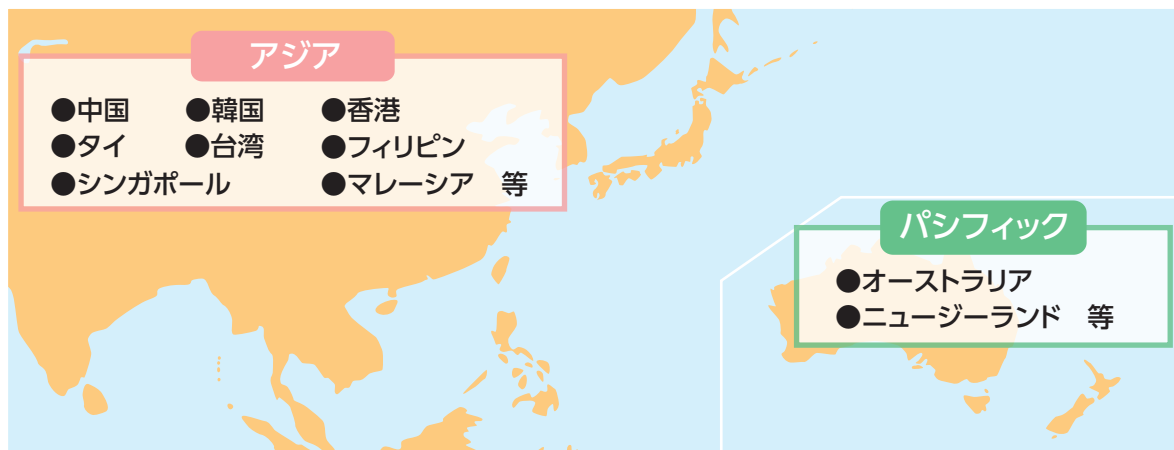 アジア
●中国 ●韓国 ●香港
●タイ ●台湾 ●フィリピン
●シンガポール ●マレーシア 等
パシフィック
●オーストラリア
●ニュージーランド 等